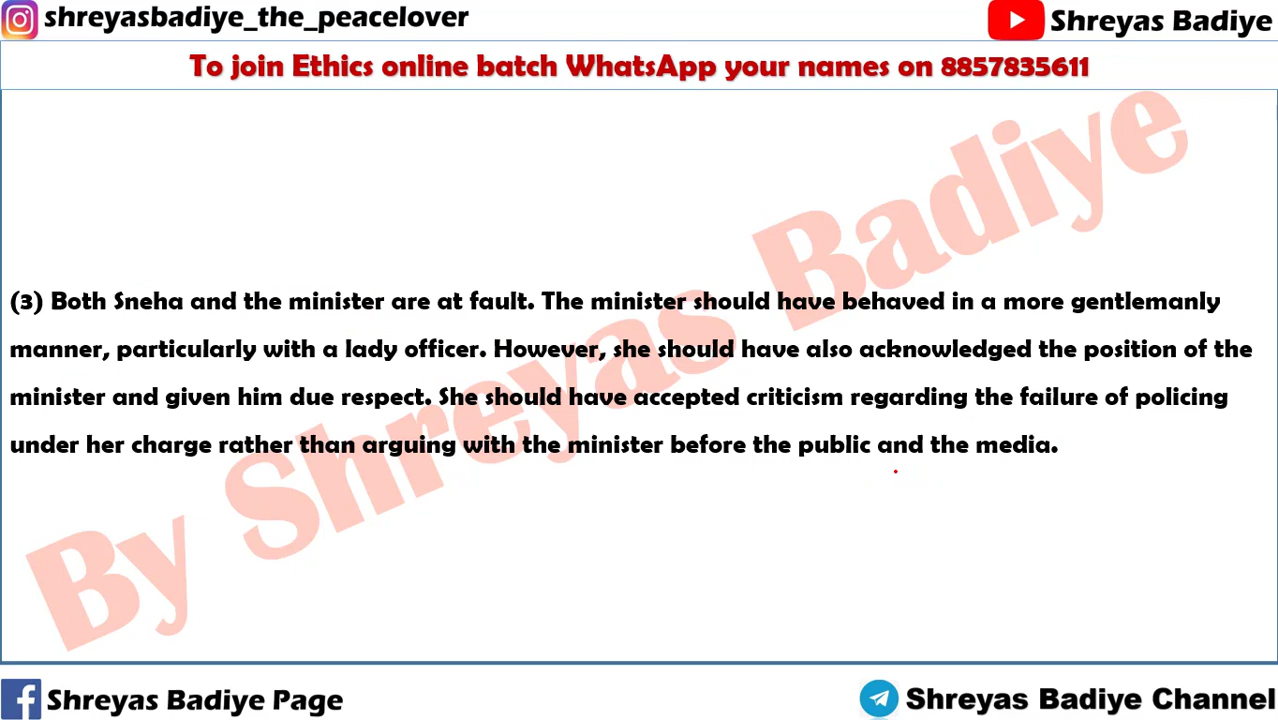 shreyasbadiye_the_peacelover
Shreyas Badiye
To join Ethics online batch WhatsApp your names on 8857835611
(3) Both Sneha and the minister are at fault. The minister should have behaved in a more gentlemanly
manner, particularly with a lady officer. However, she should have also acknowledged the position of the
minister and given him due respect. She should have accepted criticism regarding the failure of policing
under her charge rather than arguing with the minister before the public and the media.
By Shreyas Badiye
Shreyas Badiye Page
Shreyas Badiye Channel